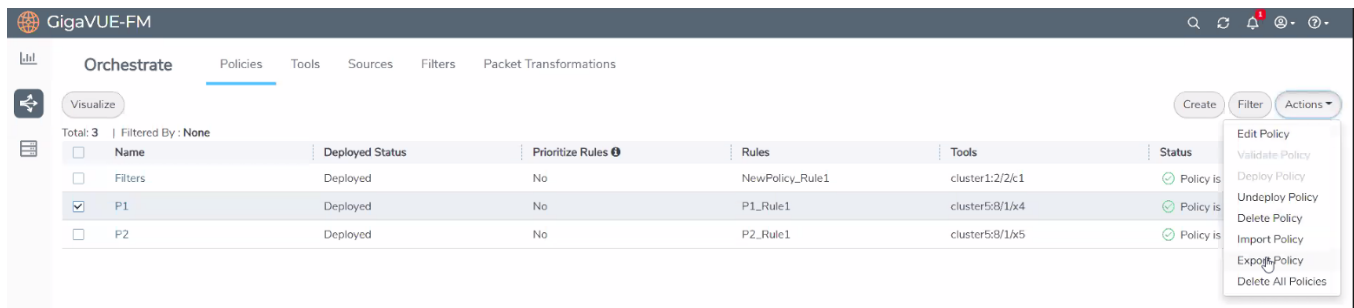 GigaVUE-FM 1
Orchestrate Policies Tools Sources Filters Packet Transformations
Visualize Create Filter Actions
Total: 3 | Filtered By : None
Name Deployed Status Prioritize Rules Rules Tools Status
Filters Deployed No NewPolicy_Rule1 cluster1:2/2/c1 Policy is
P1 Deployed No P1_Rule1 cluster5:8/1/x4 Policy is
P2 Deployed No P2_Rule1 cluster5:8/1/x5 Policy is
Edit Policy
Validate Policy
Deploy Policy
Undeploy Policy
Delete Policy
Import Policy
Export Policy
Delete All Policies